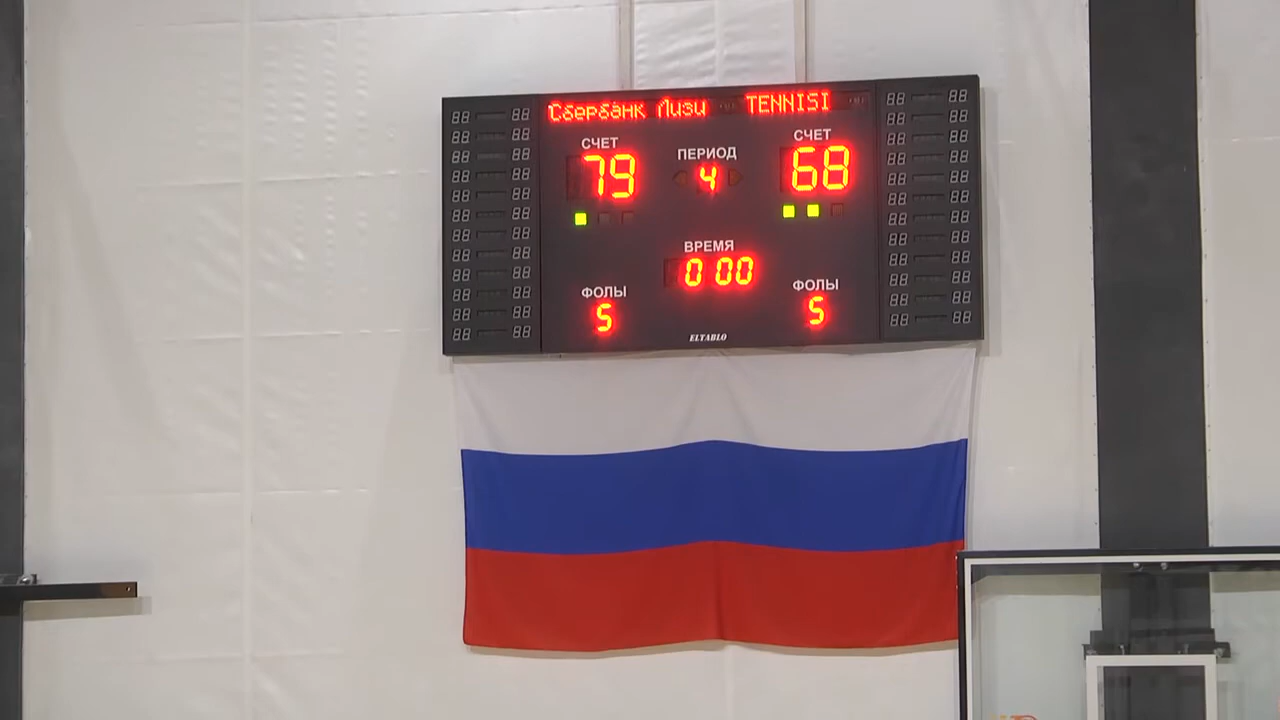 Сбербанк Лизи TENNISI
СЧЕТ СЧЕТ
ПЕРИОД
79 4 68
ВРЕМЯ
0 00
ФОЛЫ ФОЛЫ
5 5
ELTABLO